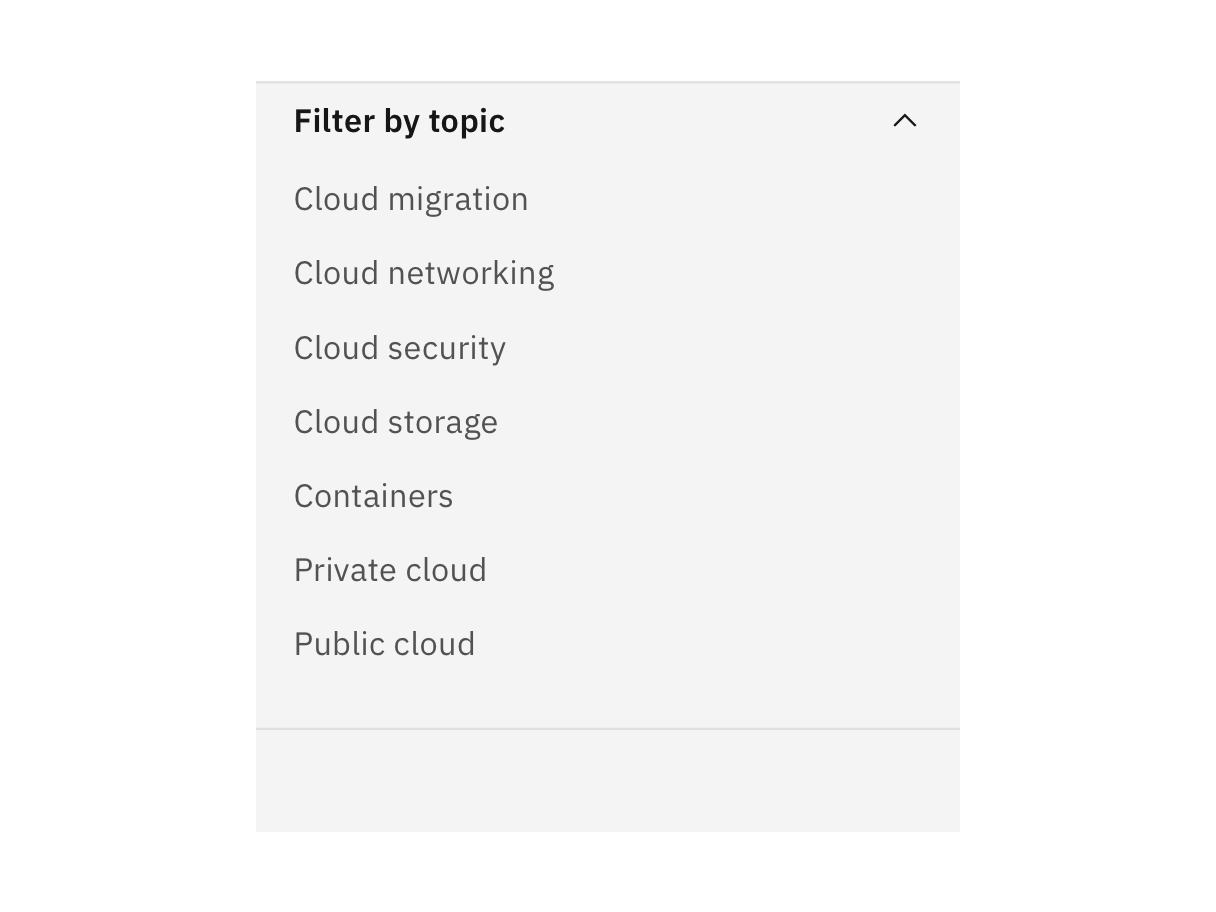 Filter by topic
Cloud migration
Cloud networking
Cloud security
Cloud storage
Containers
Private cloud
Public cloud